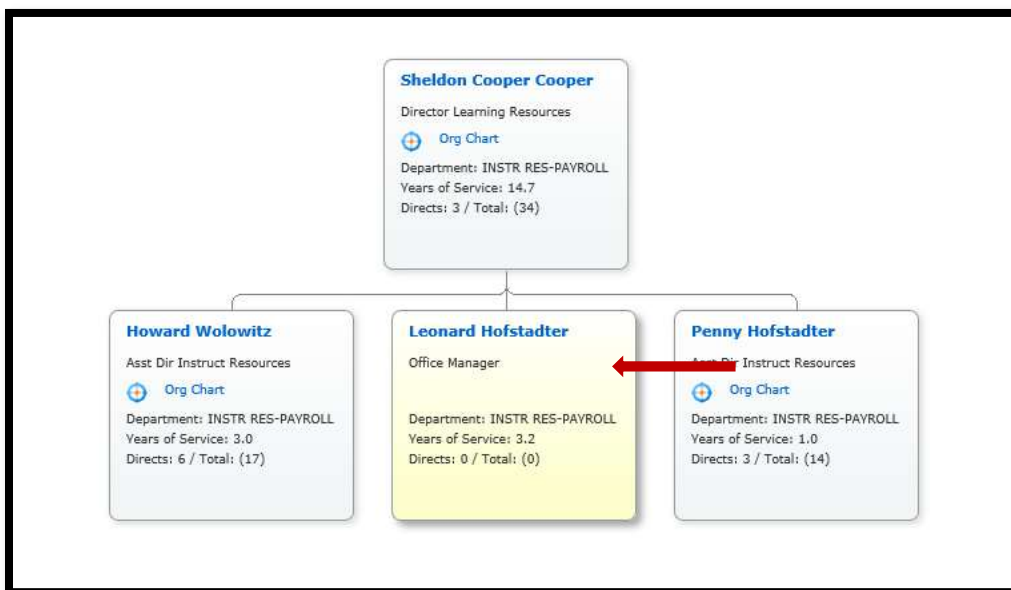 Sheldon Cooper Cooper
Director Learning Resources
Org Chart
Department: INSTR RES-PAYROLL
Years of Service: 14.7
Directs: 3 / Total: (34)
Howard Wolowitz
Asst Dir Instruct Resources
Org Chart
Department: INSTR RES-PAYROLL
Years of Service: 3.0
Directs: 6 / Total: (17)
Leonard Hofstadter
Office Manager
Department: INSTR RES-PAYROLL
Years of Service: 3.2
Directs: 0 / Total: (0)
Penny Hofstadter
Asst Dir Instruct Resources
Org Chart
Department: INSTR RES-PAYROLL
Years of Service: 1.0
Directs: 3 / Total: (14)